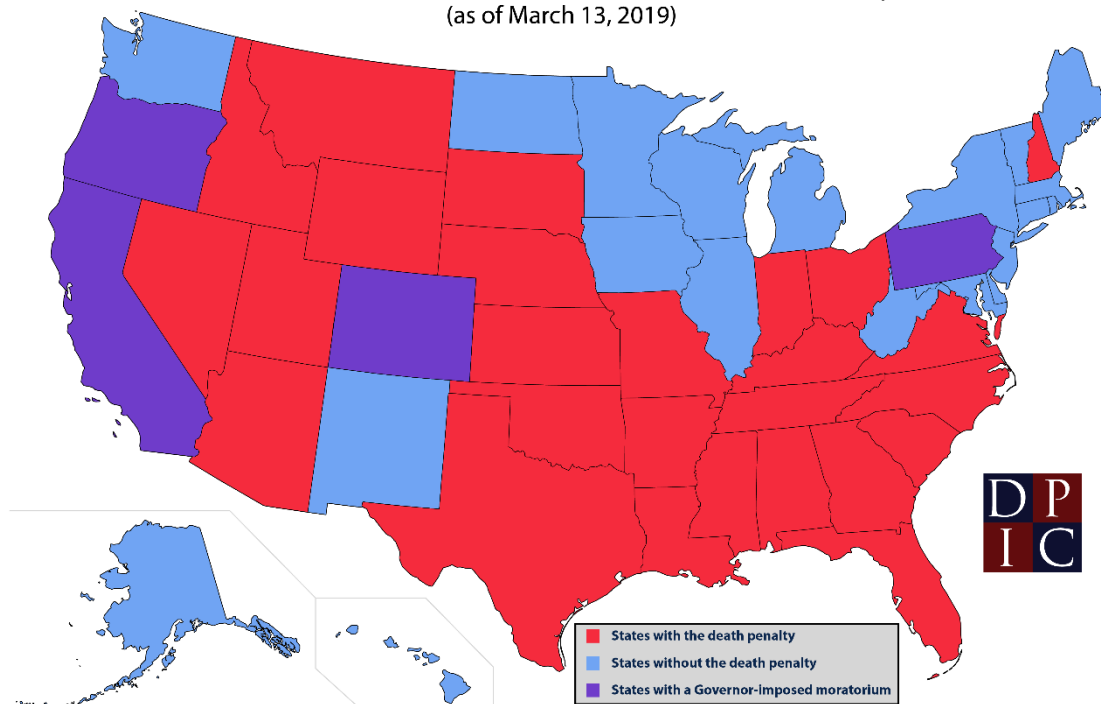 (as of March 13, 2019)
D P
I C
States with the death penalty
States without the death penalty
States with a Governor-imposed moratorium